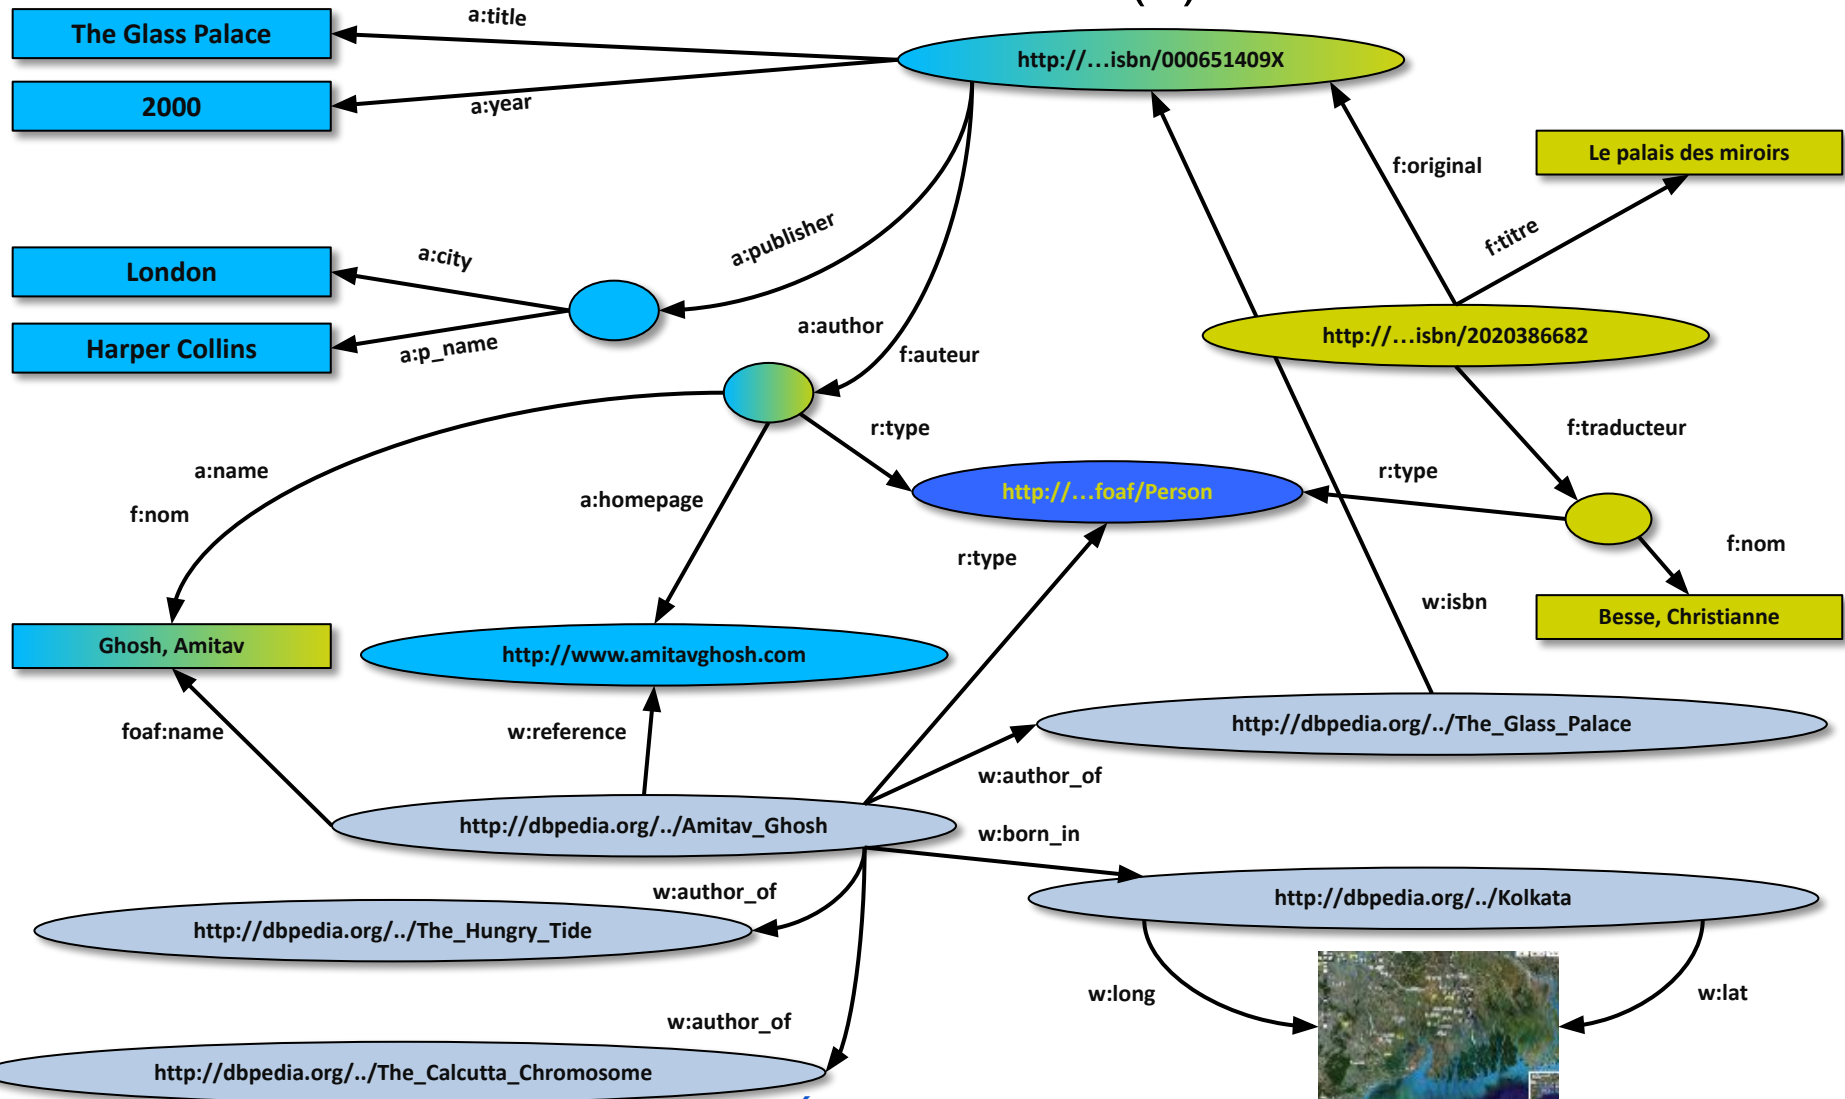 a:title
The Glass Palace
http://...isbn/000651409X
2000
a:year
Le palais des miroirs
f:original
f:titre
a:publisher
a:city
London
a:author
http://...isbn/2020386682
Harper Collins
a:p_name
f:auteur
r:type
f:traducteur
a:name
r:type
a:homepage
http://...foaf/Person
f:nom
f:nom
r:type
w:isbn
Besse, Christianne
Ghosh, Amitav
http://www.amitavghosh.com
foaf:name
w:reference
http://dbpedia.org/../The_Glass_Palace
w:author_of
http://dbpedia.org/../Amitav_Ghosh
w:born_in
w:author_of
http://dbpedia.org/../Kolkata
http://dbpedia.org/../The_Hungry_Tide
w:long
w:lat
w:author_of
http://dbpedia.org/../The_Calcutta_Chromosome